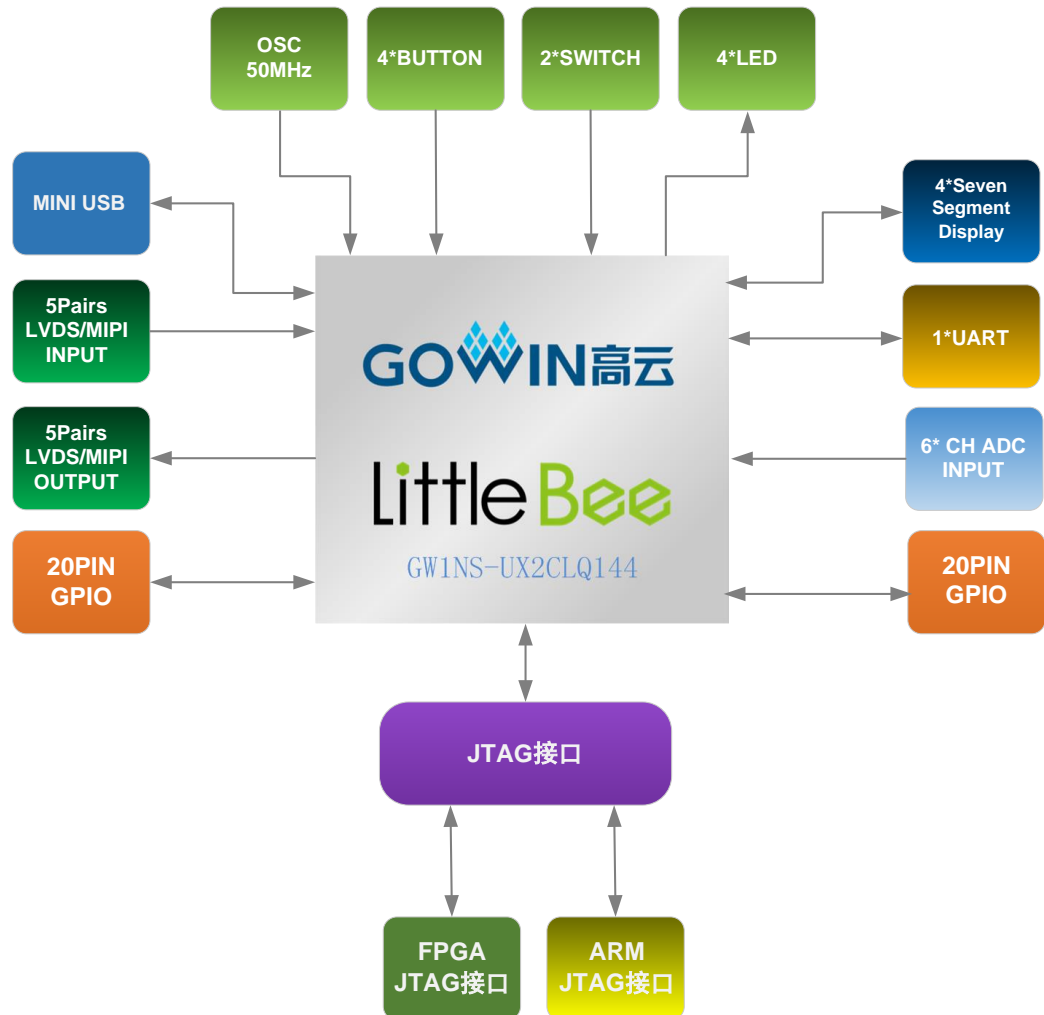 OSC
50MHz
4*BUTTON
2*SWITCH
4*LED
MINI USB
4*Seven
Segment
Display
5Pairs
LVDS/MIPI
INPUT
1*UART
5Pairs
LVDS/MIPI
OUTPUT
6* CH ADC
INPUT
20PIN
GPIO
GOWIN高云
LittleBee
GW1NS-UX2CLQ144
20PIN
GPIO
JTAG接口
FPGA
JTAG接口
ARM
JTAG接口